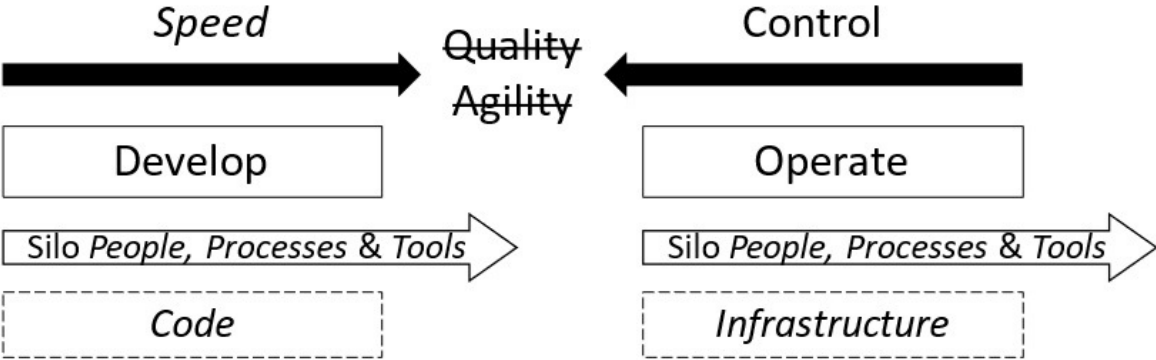 Speed
Quality
Agility
Control
Develop
Operate
Silo People, Processes & Tools
Silo People, Processes & Tools
Code
Infrastructure